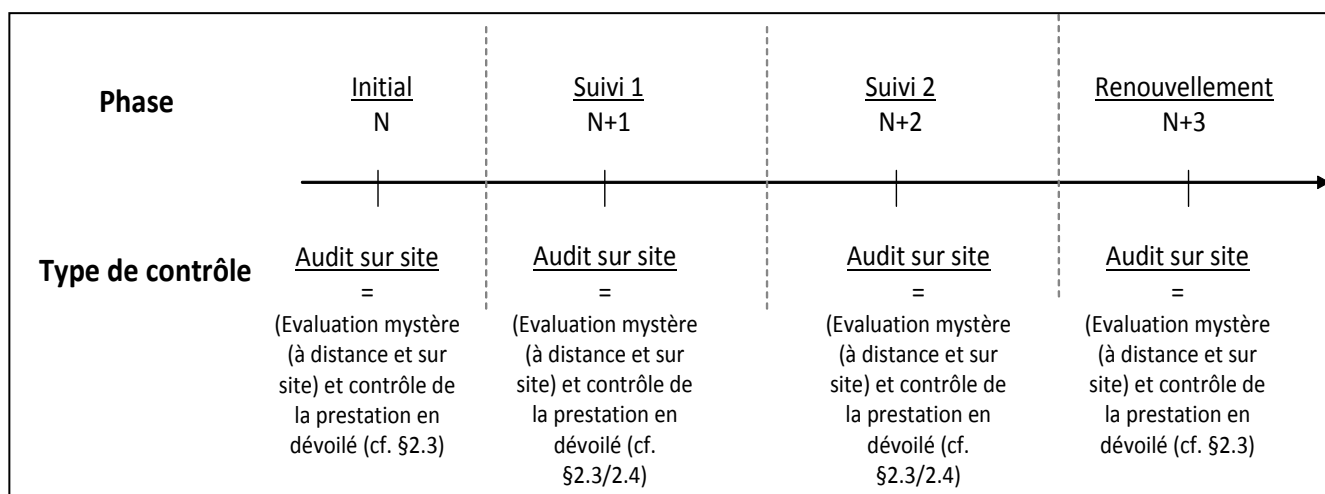 Phase
Initial
N
Suivi 1
N+1
Suivi 2
N+2
Renouvellement
N+3
Type de contrôle
Audit sur site
=
(Evaluation mystère
(à distance et sur
site) et contrôle de
la prestation en
dévoilé (cf. §2.3)
Audit sur site
=
(Evaluation mystère
(à distance et sur
site) et contrôle de
la prestation en
dévoilé (cf.
§2.3/2.4)
Audit sur site
=
(Evaluation mystère
(à distance et sur
site) et contrôle de
la prestation en
dévoilé (cf.
§2.3/2.4)
Audit sur site
=
(Evaluation mystère
(à distance et sur
site) et contrôle de
la prestation en
dévoilé (cf. §2.3)